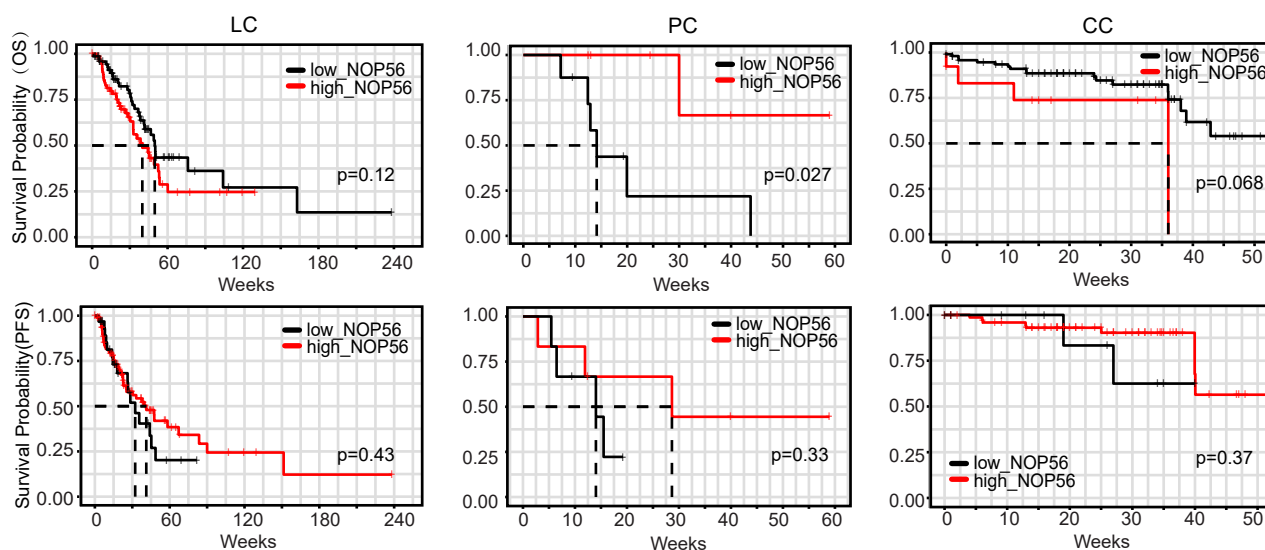 LC
PC
CC
Survival Probability (OS)
1.00
0.75
0.50
0.25
0.00
low_NOP56
high_NOP56
p=0.12
0 60 120 180 240
Weeks
1.00
0.75
0.50
0.25
0.00
low_NOP56
high_NOP56
p=0.027
0 10 20 30 40 50 60
Weeks
1.00
0.75
0.50
0.25
0.00
low_NOP56
high_NOP56
p=0.068
0 10 20 30 40 50
Weeks
Survival Probability(PFS)
1.00
0.75
0.50
0.25
0.00
low_NOP56
high_NOP56
p=0.43
0 60 120 180 240
Weeks
1.00
0.75
0.50
0.25
0.00
low_NOP56
high_NOP56
p=0.33
0 10 20 30 40 50 60
Weeks
1.00
0.75
0.50
0.25
0.00
low_NOP56
high_NOP56
p=0.37
0 10 20 30 40 50
Weeks